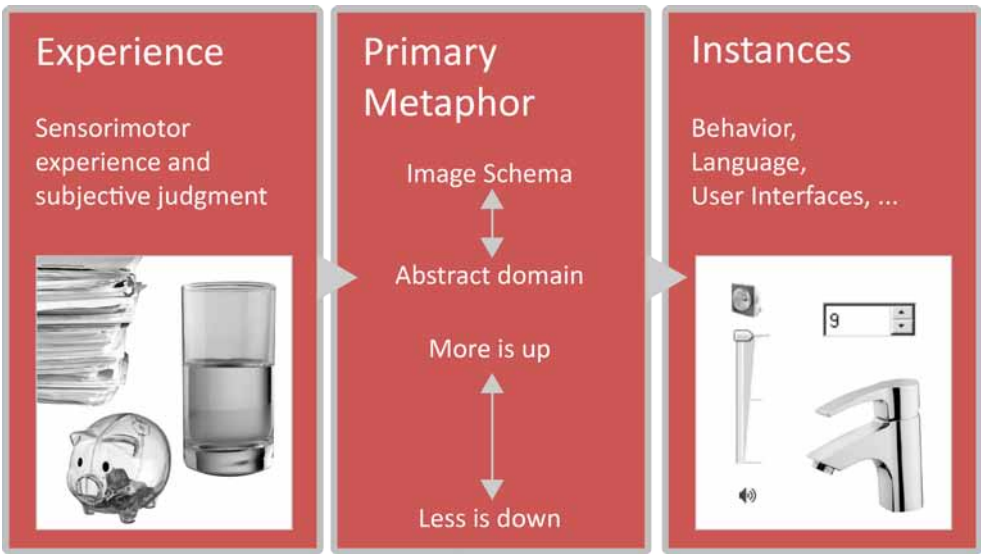 Experience
Sensorimotor
experience and
subjective judgment
Primary
Metaphor
Image Schema
Abstract domain
More is up
Less is down
Instances
Behavior,
Language,
User Interfaces, ...
9